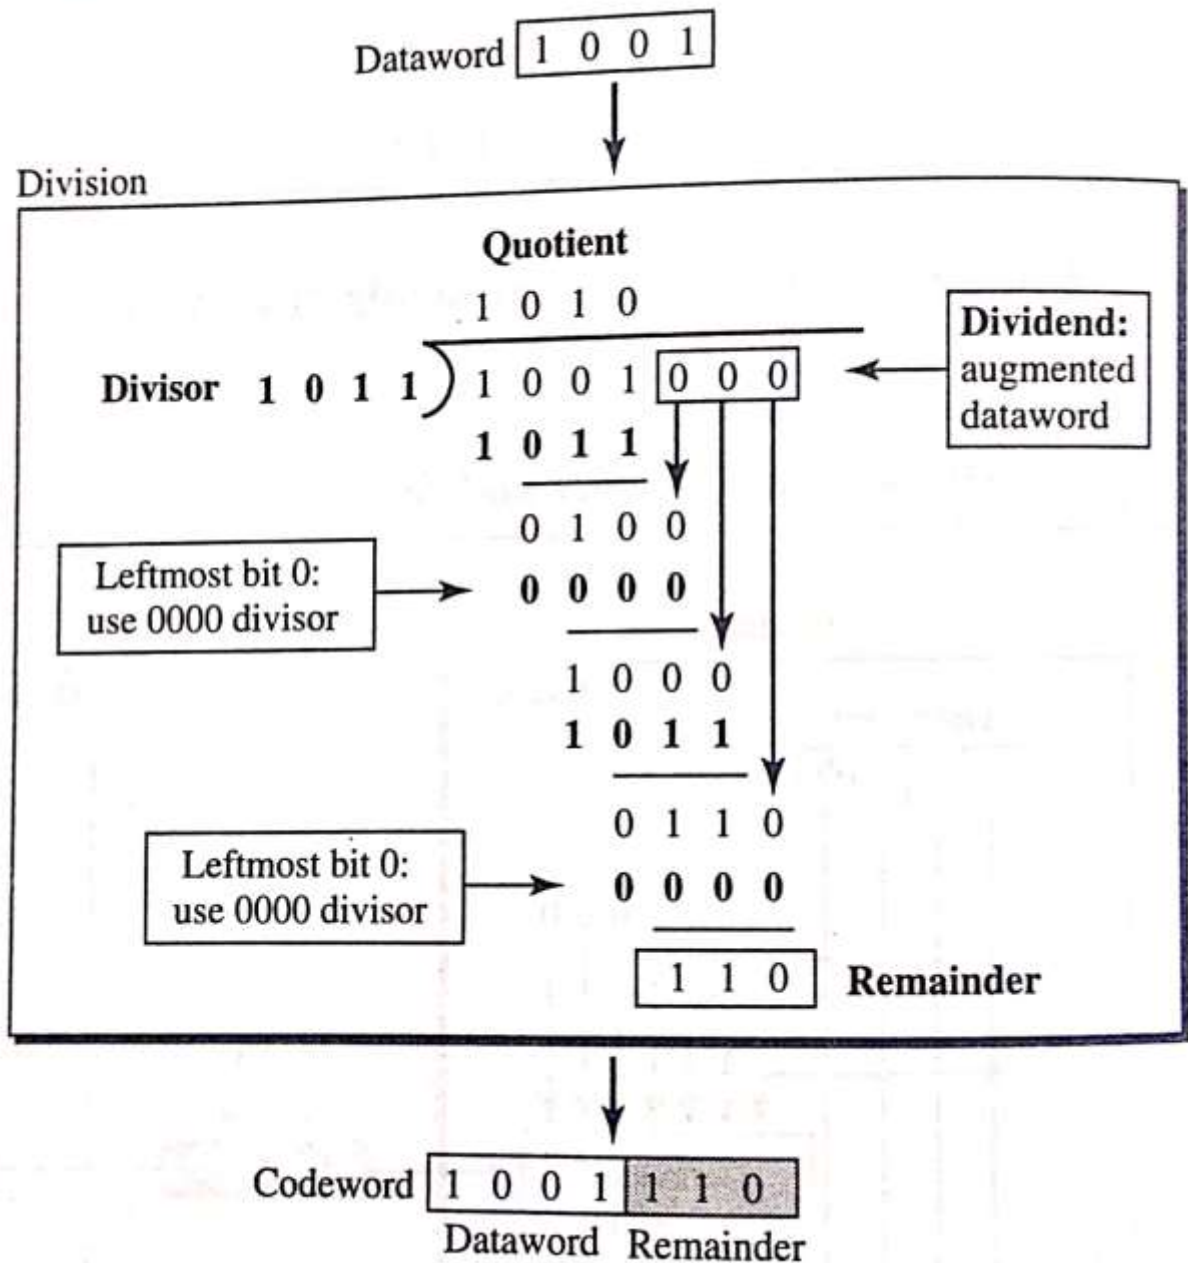 Dataword 1 0 0 1
Division
Quotient
1 0 1 0
Divisor 1 0 1 1 ) 1 0 0 1 0 0 0
Dividend:
augmented
dataword
1 0 1 1
0 1 0 0
Leftmost bit 0:
use 0000 divisor
0 0 0 0
1 0 0 0
1 0 1 1
0 1 1 0
Leftmost bit 0:
use 0000 divisor
0 0 0 0
1 1 0 Remainder
Codeword 1 0 0 1 1 1 0
Dataword Remainder